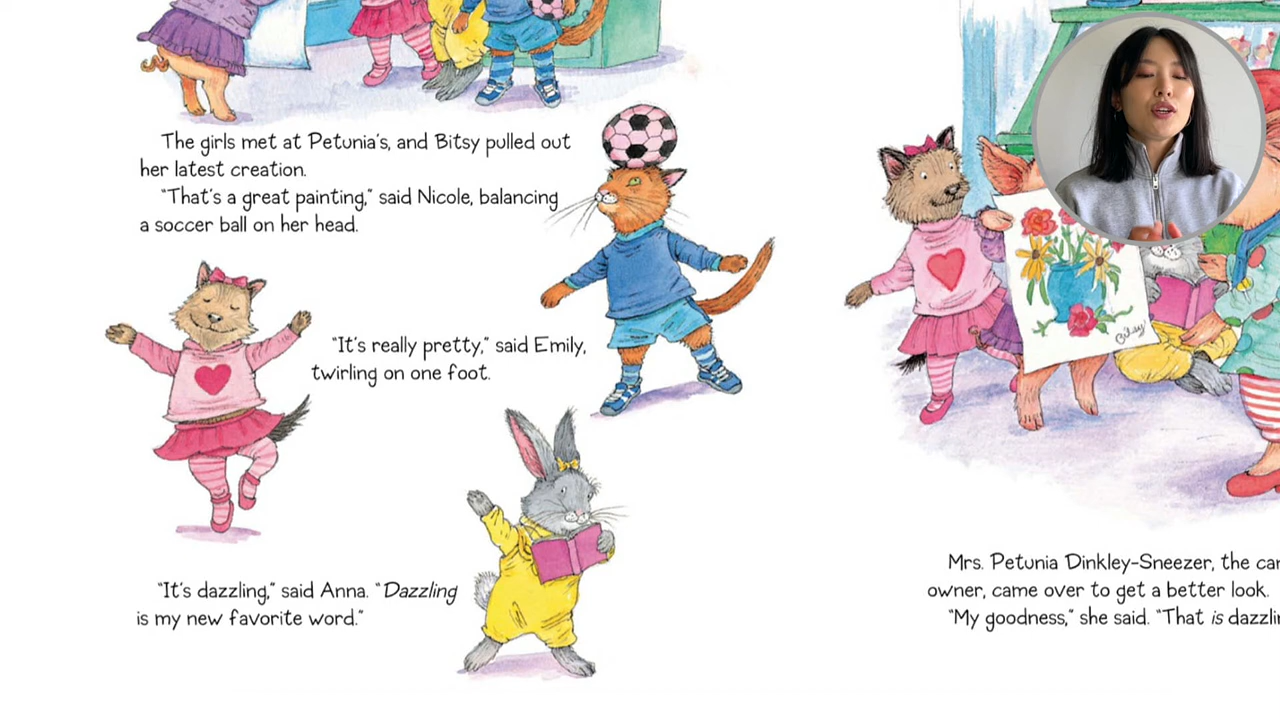 The girls met at Petunia's, and Bitsy pulled out
her latest creation.
"That's a great painting," said Nicole, balancing
a soccer ball on her head.
"It's really pretty," said Emily,
twirling on one foot.
"It's dazzling," said Anna. "Dazzling
is my new favorite word."
Bitsy
Mrs. Petunia Dinkley-Sneezer, the
owner, came over to get a better look.
"My goodness," she said. "That is